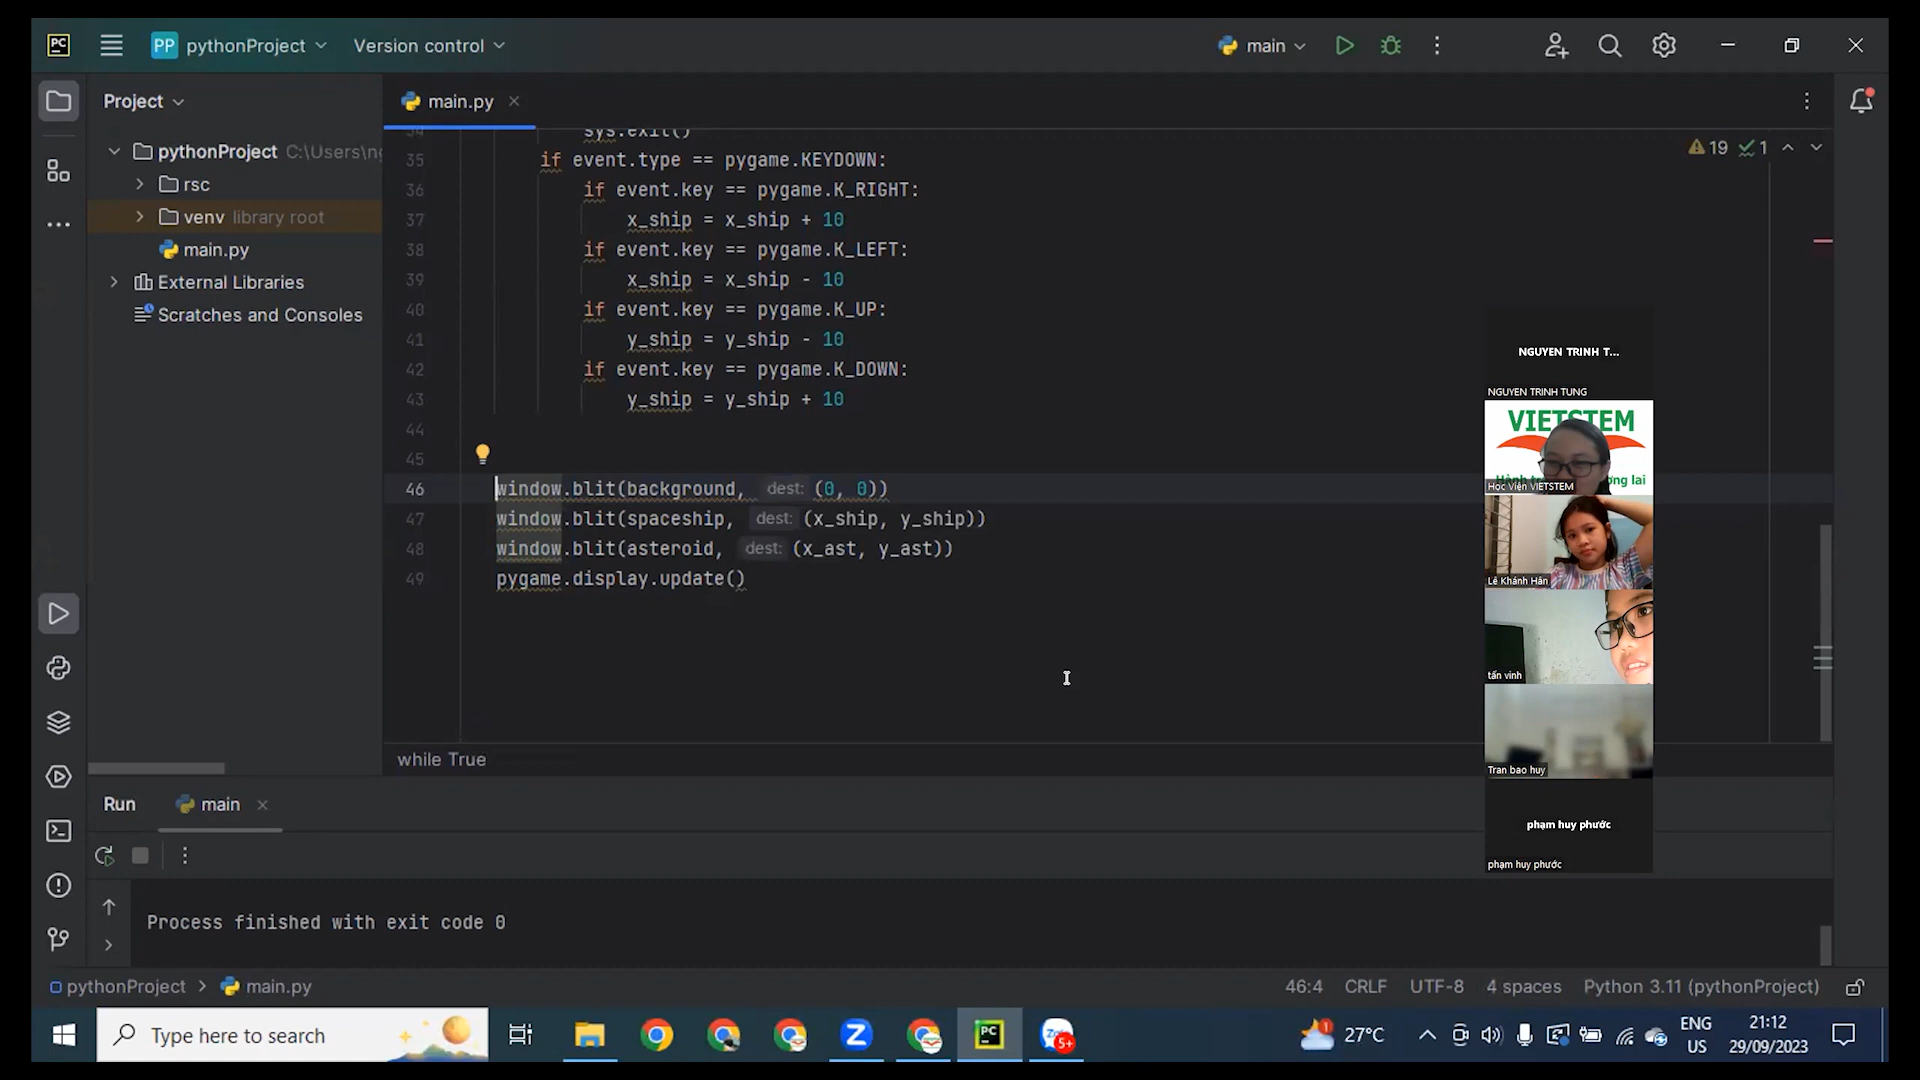 PC
PP pythonProject
Version control
main
Project
main.py
pythonProject C:\Users\ng
rsc
venv library root
main.py
External Libraries
Scratches and Consoles
19
1
34 sys.exit()
35 if event.type == pygame.KEYDOWN:
36 if event.key == pygame.K_RIGHT:
37 x_ship = x_ship + 10
38 if event.key == pygame.K_LEFT:
39 x_ship = x_ship - 10
40 if event.key == pygame.K_UP:
41 y_ship = y_ship - 10
42 if event.key == pygame.K_DOWN:
43 y_ship = y_ship + 10
44
45
46 window.blit(background, dest: (0, 0))
47 window.blit(spaceship, dest: (x_ship, y_ship))
48 window.blit(asteroid, dest: (x_ast, y_ast))
49 pygame.display.update()
while True
NGUYEN TRINH T...
NGUYEN TRINH TUNG
VIETSTEM
Học Viện VIETSTEM
Lê Khánh Hân
tấn vinh
Tran bao huy
phạm huy phước
phạm huy phước
Run
main
Process finished with exit code 0
pythonProject > main.py
46:4
CRLF
UTF-8
4 spaces
Python 3.11 (pythonProject)
Type here to search
Z
PC
5+
1
27°C
ENG
US
21:12
29/09/2023